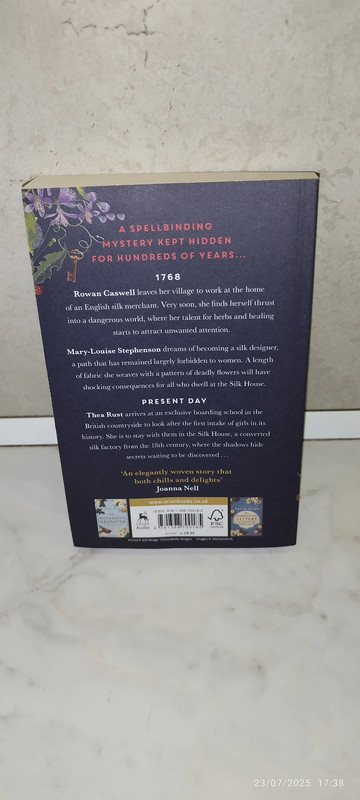 A SPELLBINDING
MYSTERY KEPT HIDDEN
FOR HUNDREDS OF YEARS...
1768
Rowan Caswell leaves her village to work at the home
of an English silk merchant. Very soon, she finds herself thrust
into a dangerous world, where her talent for herbs and healing
starts to attract unwanted attention.
Mary-Louise Stephenson dreams of becoming a silk designer,
a path that has remained largely forbidden to women. A length
of fabric she weaves with a pattern of deadly flowers will have
shocking consequences for all who dwell at the Silk House.
PRESENT DAY
Thea Rust arrives at an exclusive boarding school in the
British countryside to look after the first intake of girls in its
history. She is to stay with them in the Silk House, a converted
silk factory from the 18th century, where the shadows hide
secrets waiting to be discovered . . .
'An elegantly woven story that
both chills and delights'
Joanna Nell
www.orionbooks.co.uk
Audio
FSC
DAUGHTER
LETTERS
23/07/2025 17:38